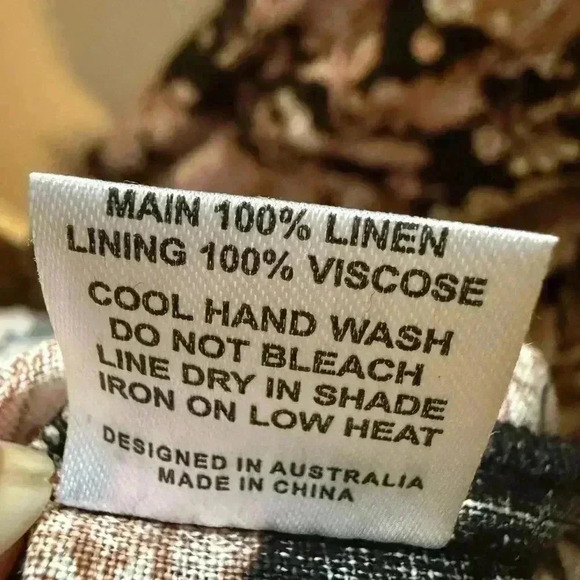 MAIN 100% LINEN
LINING 100% VISCOSE
COOL HAND WASH
DO NOT BLEACH
LINE DRY IN SHADE
IRON ON LOW HEAT
DESIGNED IN AUSTRALIA
MADE IN CHINA